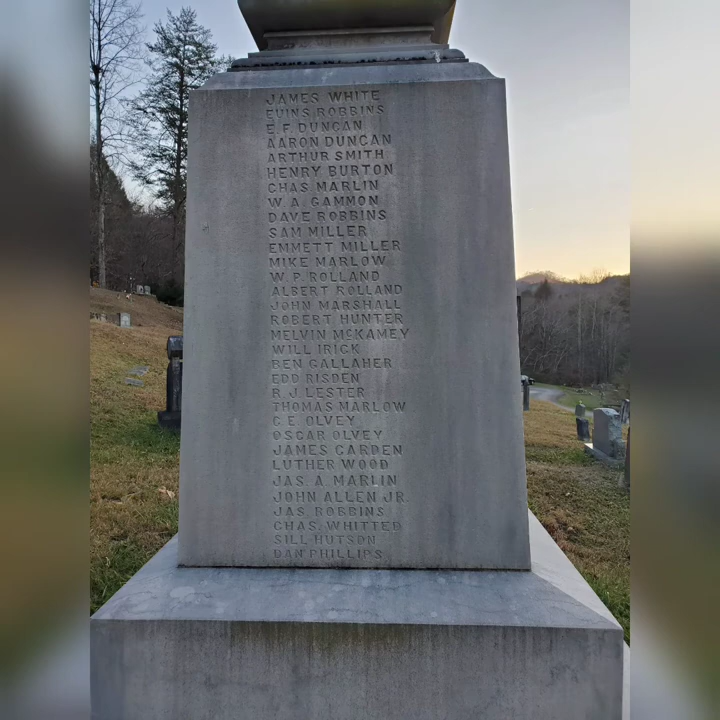 JAMES WHITE
EVINS ROBBINS
E F DUNCAN
AARON DUNCAN
ARTHUR SMITH
HENRY BURTON
CHAS MARLIN
W. A. GAMMON
DAVE ROBBINS
SAM MILLER
EMMETT MILLER
MIKE MARLOW
W. P. ROLLAND
ALBERT ROLLAND
JOHN MARSHALL
ROBERT HUNTER
MELVIN McKAMEY
WILL IRICK
BEN GALLAHER
EDD RISDEN
R. J. LESTER
THOMAS MARLOW
C. E. OLVEY
OSCAR OLVEY
JAMES CARDEN
LUTHER WOOD
JAS. A. MARLIN
JOHN ALLEN JR.
JAS. ROBBINS
CHAS. WHITTED
SILL HUTSON
DAN PHILLIPS